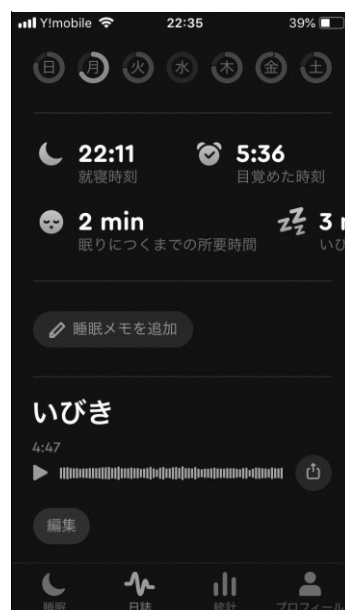 Y!mobile 22:35 39%
日 月 火 水 木 金 土
22:11 5:36
就寝時刻 目覚めた時刻
2 min 3
眠りにつくまでの所要時間 いび
睡眠メモを追加
いびき
4:47
編集
睡眠 日誌 統計 プロフィール